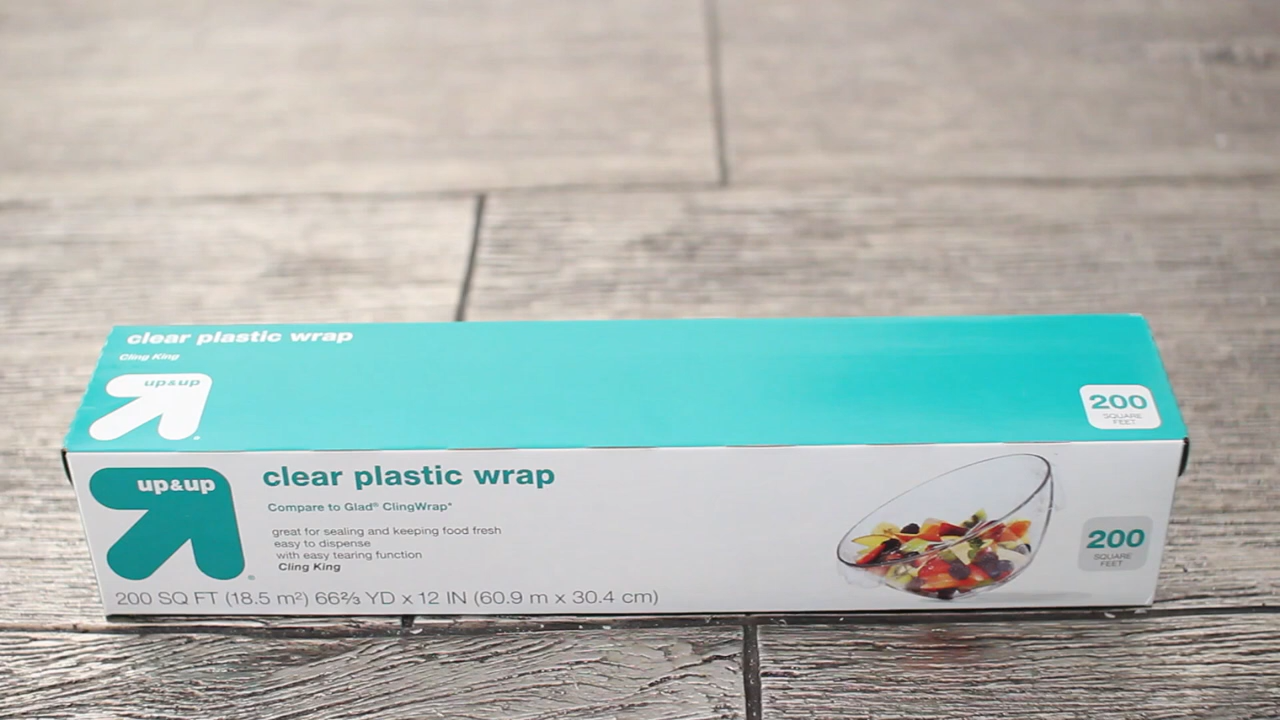 clear plastic wrap
Cling King
up&up
200
SQUARE
FEET
up&up
clear plastic wrap
Compare to Glad® ClingWrap*
great for sealing and keeping food fresh
easy to dispense
with easy tearing function
Cling King
200 SQ FT (18.5 m²) 66⅔ YD x 12 IN (60.9 m x 30.4 cm)
200
SQUARE
FEET